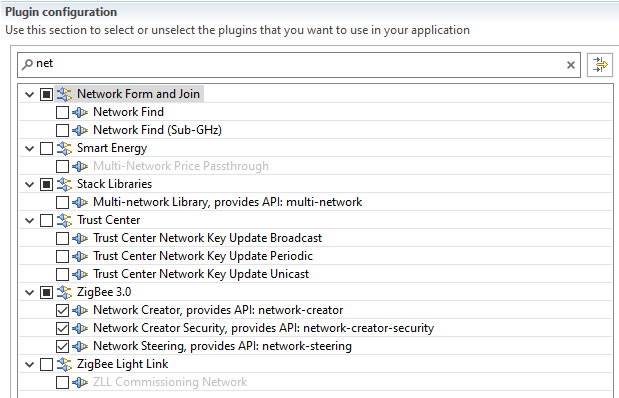 Plugin configuration
Use this section to select or unselect the plugins that you want to use in your application
net
Network Form and Join
Network Find
Network Find (Sub-GHz)
Smart Energy
Multi-Network Price Passthrough
Stack Libraries
Multi-network Library, provides API: multi-network
Trust Center
Trust Center Network Key Update Broadcast
Trust Center Network Key Update Periodic
Trust Center Network Key Update Unicast
ZigBee 3.0
Network Creator, provides API: network-creator
Network Creator Security, provides API: network-creator-security
Network Steering, provides API: network-steering
ZigBee Light Link
ZLL Commissioning Network